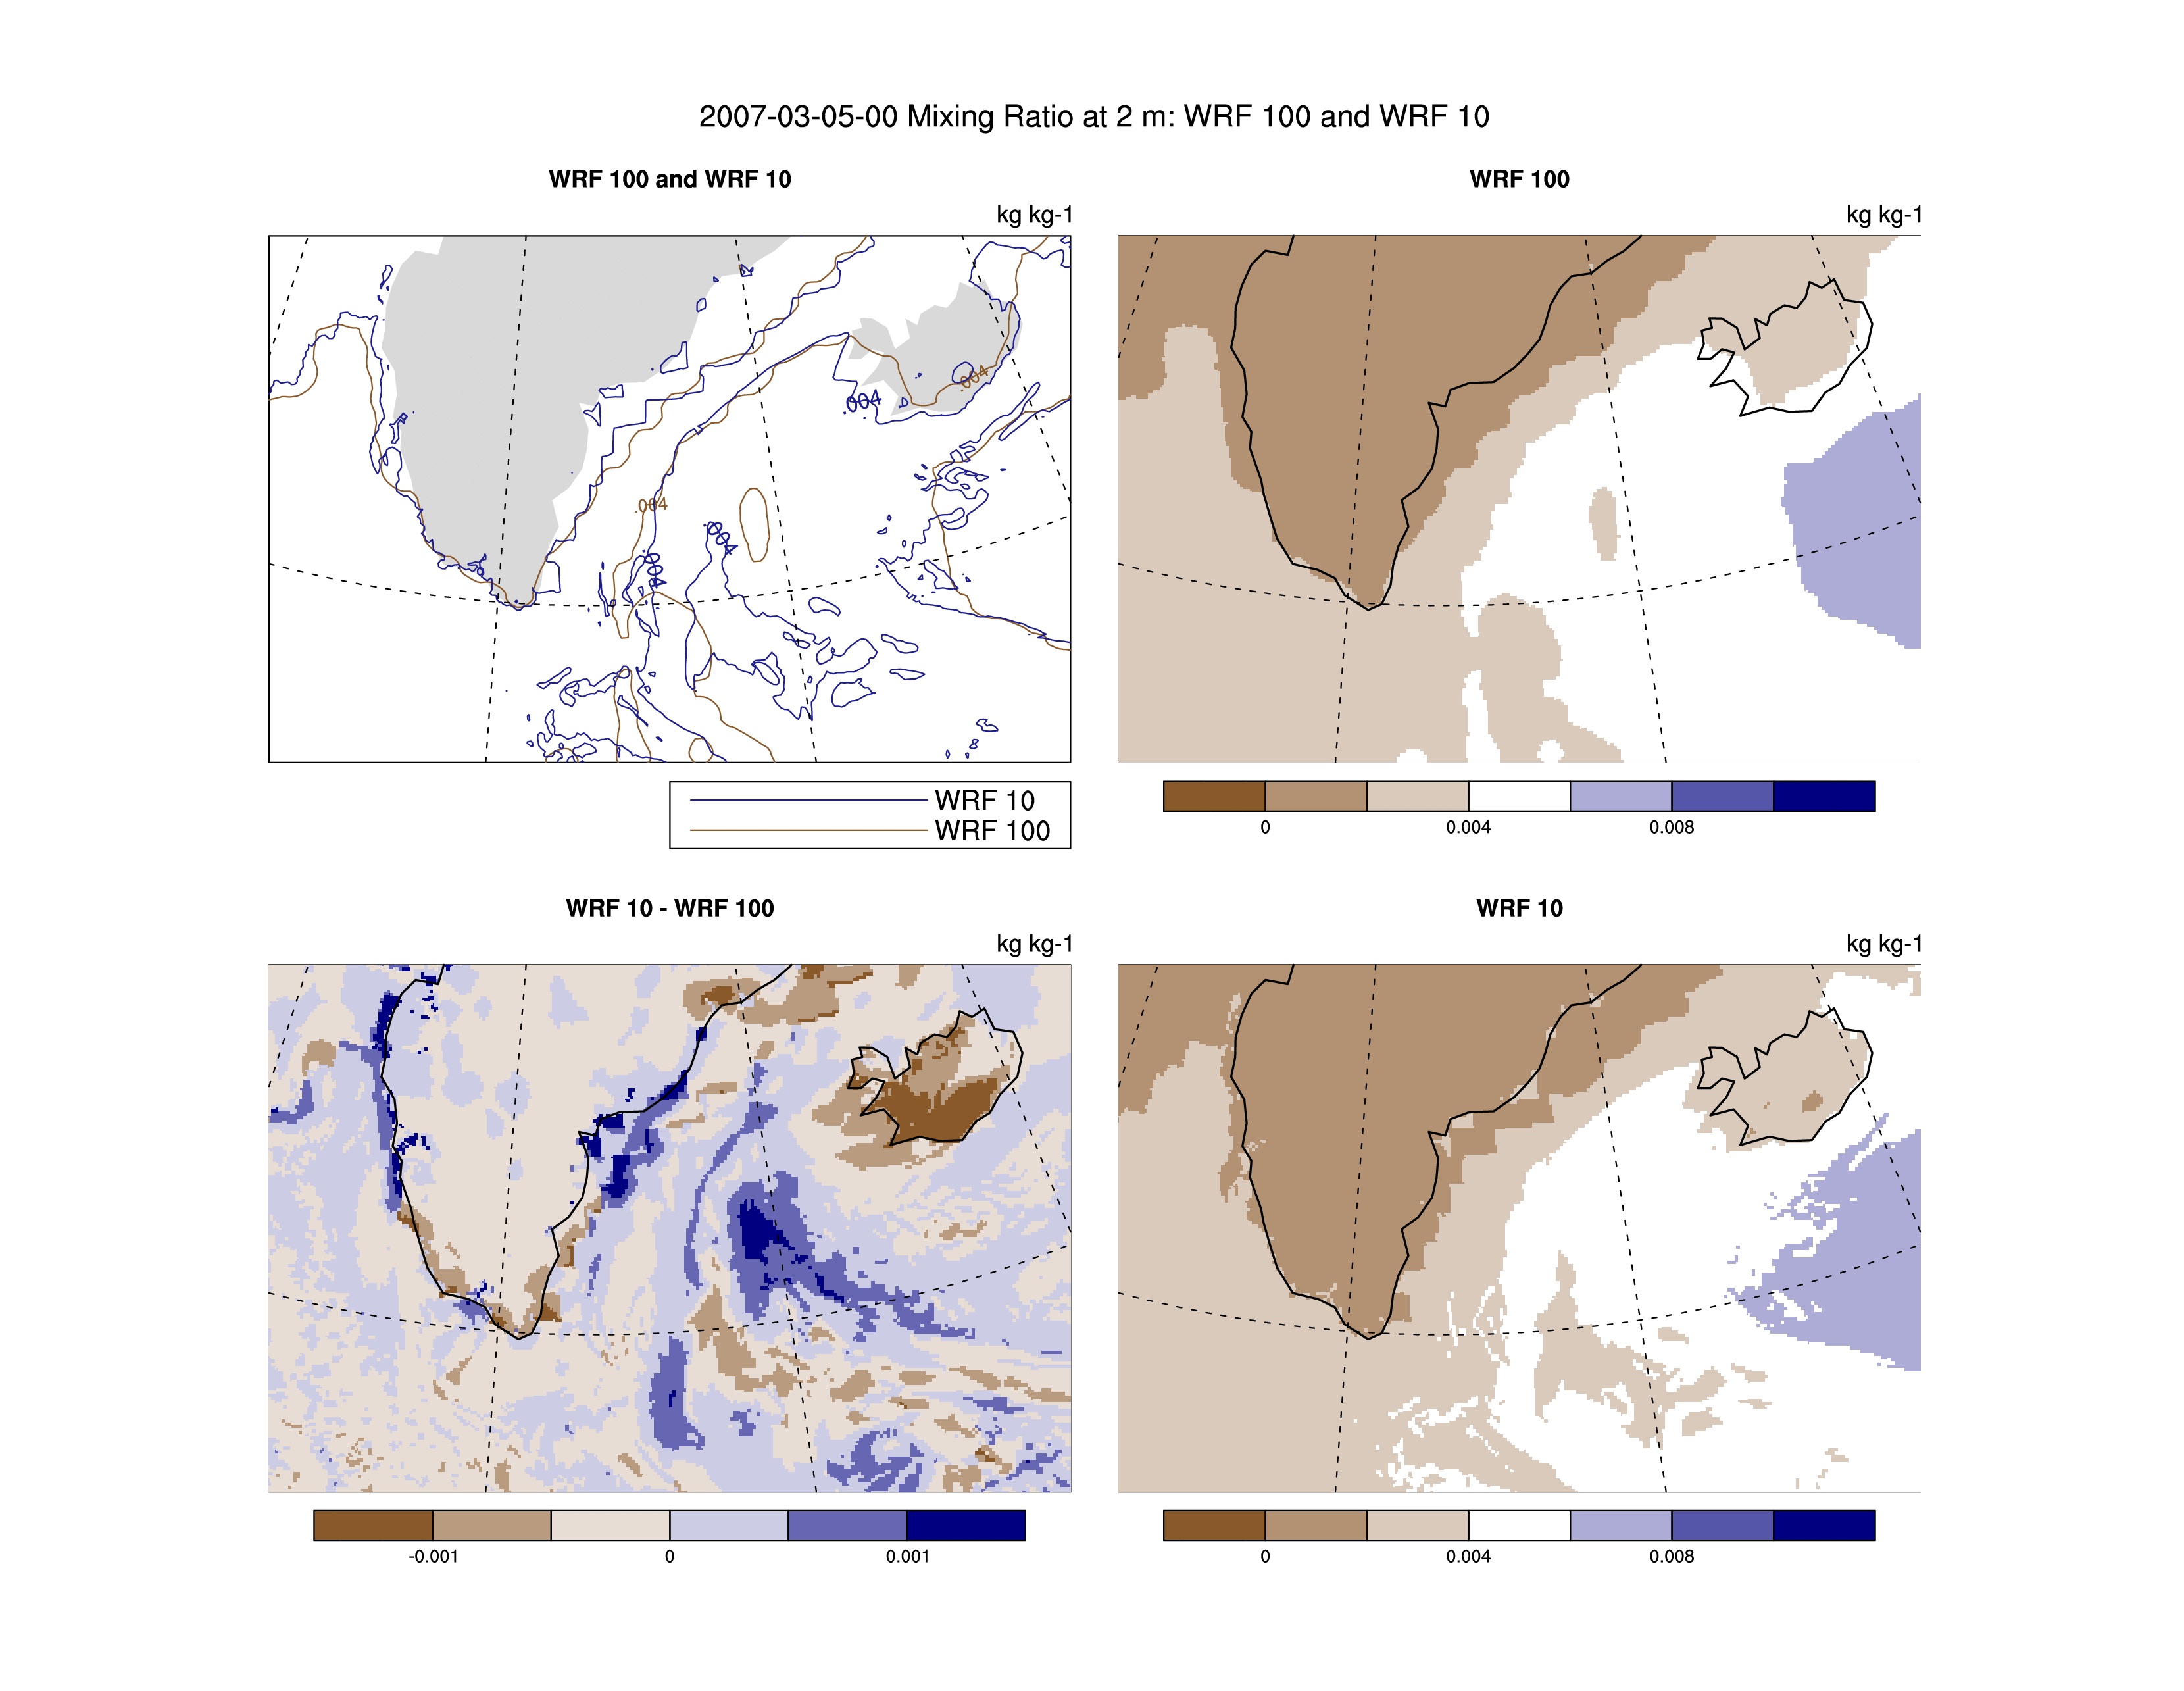 2007-03-05-00 Mixing Ratio at 2 m: WRF 100 and WRF 10
WRF 100 and WRF 10
kg kg-1
.004
.004
.004
.004
.004
WRF 10
WRF 100
WRF 100
kg kg-1
0 0.004 0.008
WRF 10 - WRF 100
kg kg-1
-0.001 0 0.001
WRF 10
kg kg-1
0 0.004 0.008